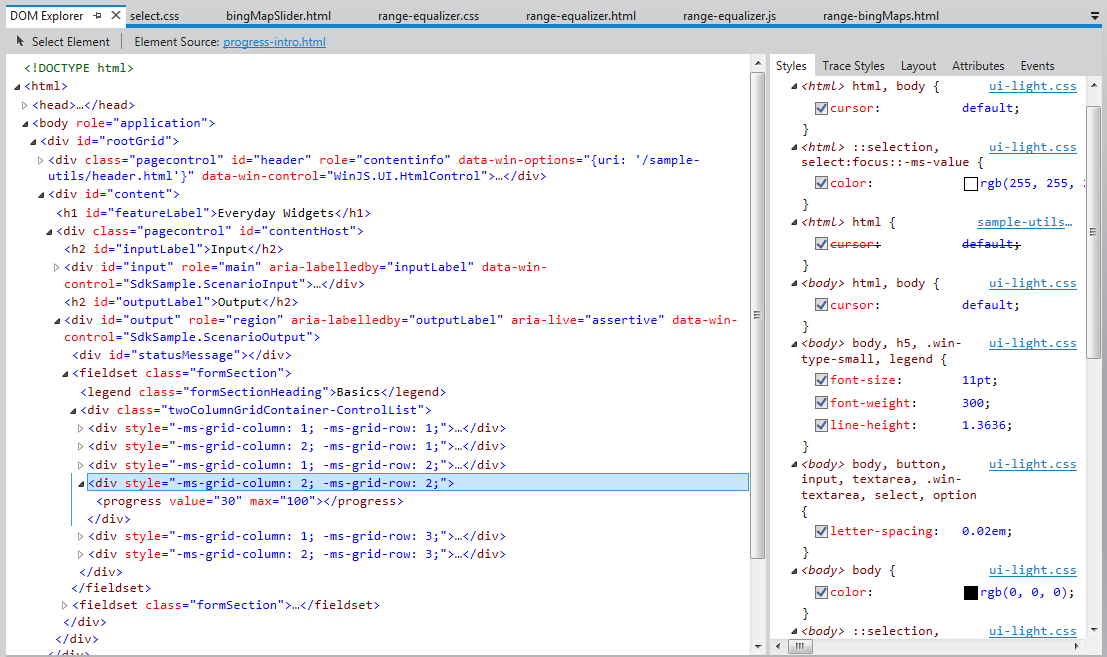 DOM Explorer select.css bingMapSlider.html range-equalizer.css range-equalizer.html range-equalizer.js range-bingMaps.html
Select Element Element Source: progress-intro.html
<!DOCTYPE html>
<html>
<head>…</head>
<body role="application">
<div id="rootGrid">
<div class="pagecontrol" id="header" role="contentinfo" data-win-options="{uri: '/sample-
utils/header.html'}" data-win-control="WinJS.UI.HtmlControl">…</div>
<div id="content">
<h1 id="featureLabel">Everyday Widgets</h1>
<div class="pagecontrol" id="contentHost">
<h2 id="inputLabel">Input</h2>
<div id="input" role="main" aria-labelledby="inputLabel" data-win-
control="SdkSample.ScenarioInput">…</div>
<h2 id="outputLabel">Output</h2>
<div id="output" role="region" aria-labelledby="outputLabel" aria-live="assertive" data-win-
control="SdkSample.ScenarioOutput">
<div id="statusMessage"></div>
<fieldset class="formSection">
<legend class="formSectionHeading">Basics</legend>
<div class="twoColumnGridContainer-ControlList">
<div style="-ms-grid-column: 1; -ms-grid-row: 1;">…</div>
<div style="-ms-grid-column: 2; -ms-grid-row: 1;">…</div>
<div style="-ms-grid-column: 1; -ms-grid-row: 2;">…</div>
<div style="-ms-grid-column: 2; -ms-grid-row: 2;">
<progress value="30" max="100"></progress>
</div>
<div style="-ms-grid-column: 1; -ms-grid-row: 3;">…</div>
<div style="-ms-grid-column: 2; -ms-grid-row: 3;">…</div>
</div>
</fieldset>
<fieldset class="formSection">…</fieldset>
</div>
</div>
</div>
Styles Trace Styles Layout Attributes Events
<html> html, body { ui-light.css
cursor: default;
}
<html> ::selection, ui-light.css
select:focus::-ms-value {
color: rgb(255, 255,
}
<html> html { sample-utils…
cursor: default;
}
<body> html, body { ui-light.css
cursor: default;
}
<body> body, h5, .win- ui-light.css
type-small, legend {
font-size: 11pt;
font-weight: 300;
line-height: 1.3636;
}
<body> body, button, ui-light.css
input, textarea, .win-
textarea, select, option
{
letter-spacing: 0.02em;
}
<body> body { ui-light.css
color: rgb(0, 0, 0);
}
<body> ::selection, ui-light.css